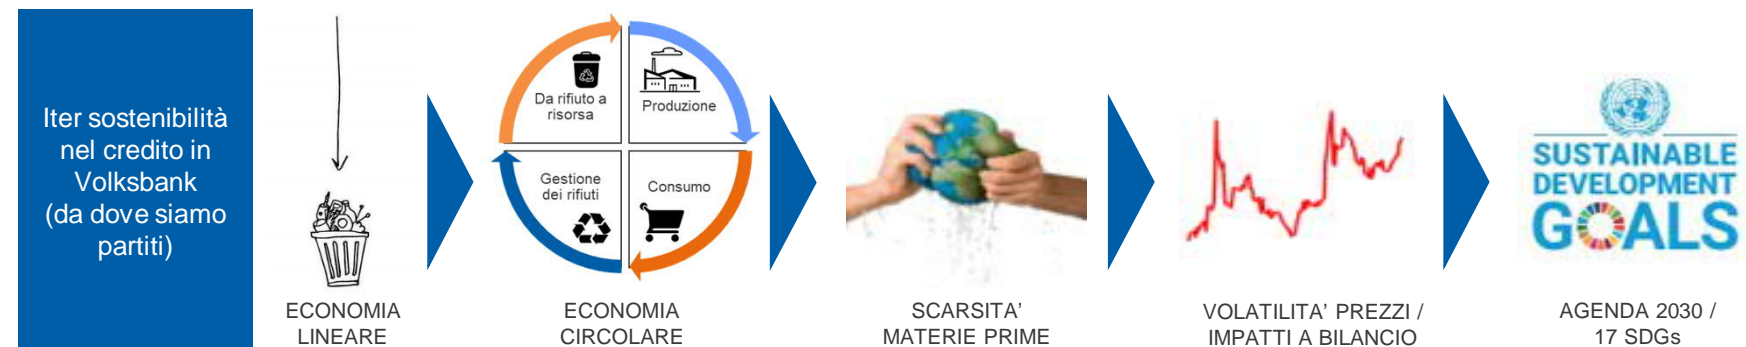 Iter sostenibilità
nel credito in
Volksbank
(da dove siamo
partiti)
ECONOMIA
LINEARE
Da rifiuto a
risorsa
Produzione
Gestione
dei rifiuti
Consumo
ECONOMIA
CIRCOLARE
SCARSITA'
MATERIE PRIME
VOLATILITA' PREZZI /
IMPATTI A BILANCIO
SUSTAINABLE
DEVELOPMENT
GOALS
AGENDA 2030 /
17 SDGs